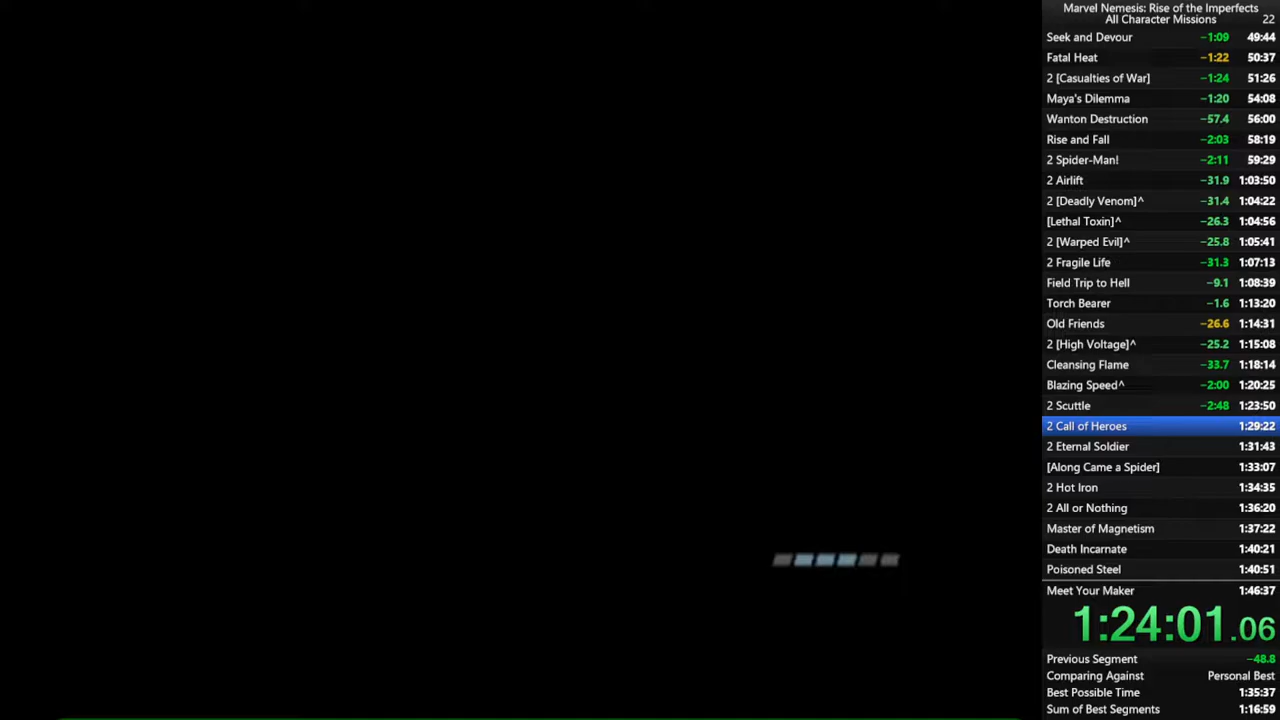 Marvel Nemesis: Rise of the Imperfects
All Character Missions 22
Seek and Devour −1:09 49:44
Fatal Heat −1:22 50:37
2 [Casualties of War] −1:24 51:26
Maya's Dilemma −1:20 54:08
Wanton Destruction −57.4 56:00
Rise and Fall −2:03 58:19
2 Spider-Man! −2:11 59:29
2 Airlift −31.9 1:03:50
2 [Deadly Venom]^ −31.4 1:04:22
[Lethal Toxin]^ −26.3 1:04:56
2 [Warped Evil]^ −25.8 1:05:41
2 Fragile Life −31.3 1:07:13
Field Trip to Hell −9.1 1:08:39
Torch Bearer −1.6 1:13:20
Old Friends −26.6 1:14:31
2 [High Voltage]^ −25.2 1:15:08
Cleansing Flame −33.7 1:18:14
Blazing Speed^ −2:00 1:20:25
2 Scuttle −2:48 1:23:50
2 Call of Heroes 1:29:22
2 Eternal Soldier 1:31:43
[Along Came a Spider] 1:33:07
2 Hot Iron 1:34:35
2 All or Nothing 1:36:20
Master of Magnetism 1:37:22
Death Incarnate 1:40:21
Poisoned Steel 1:40:51
Meet Your Maker 1:46:37
1:24:01.06
Previous Segment −48.8
Comparing Against Personal Best
Best Possible Time 1:35:37
Sum of Best Segments 1:16:59